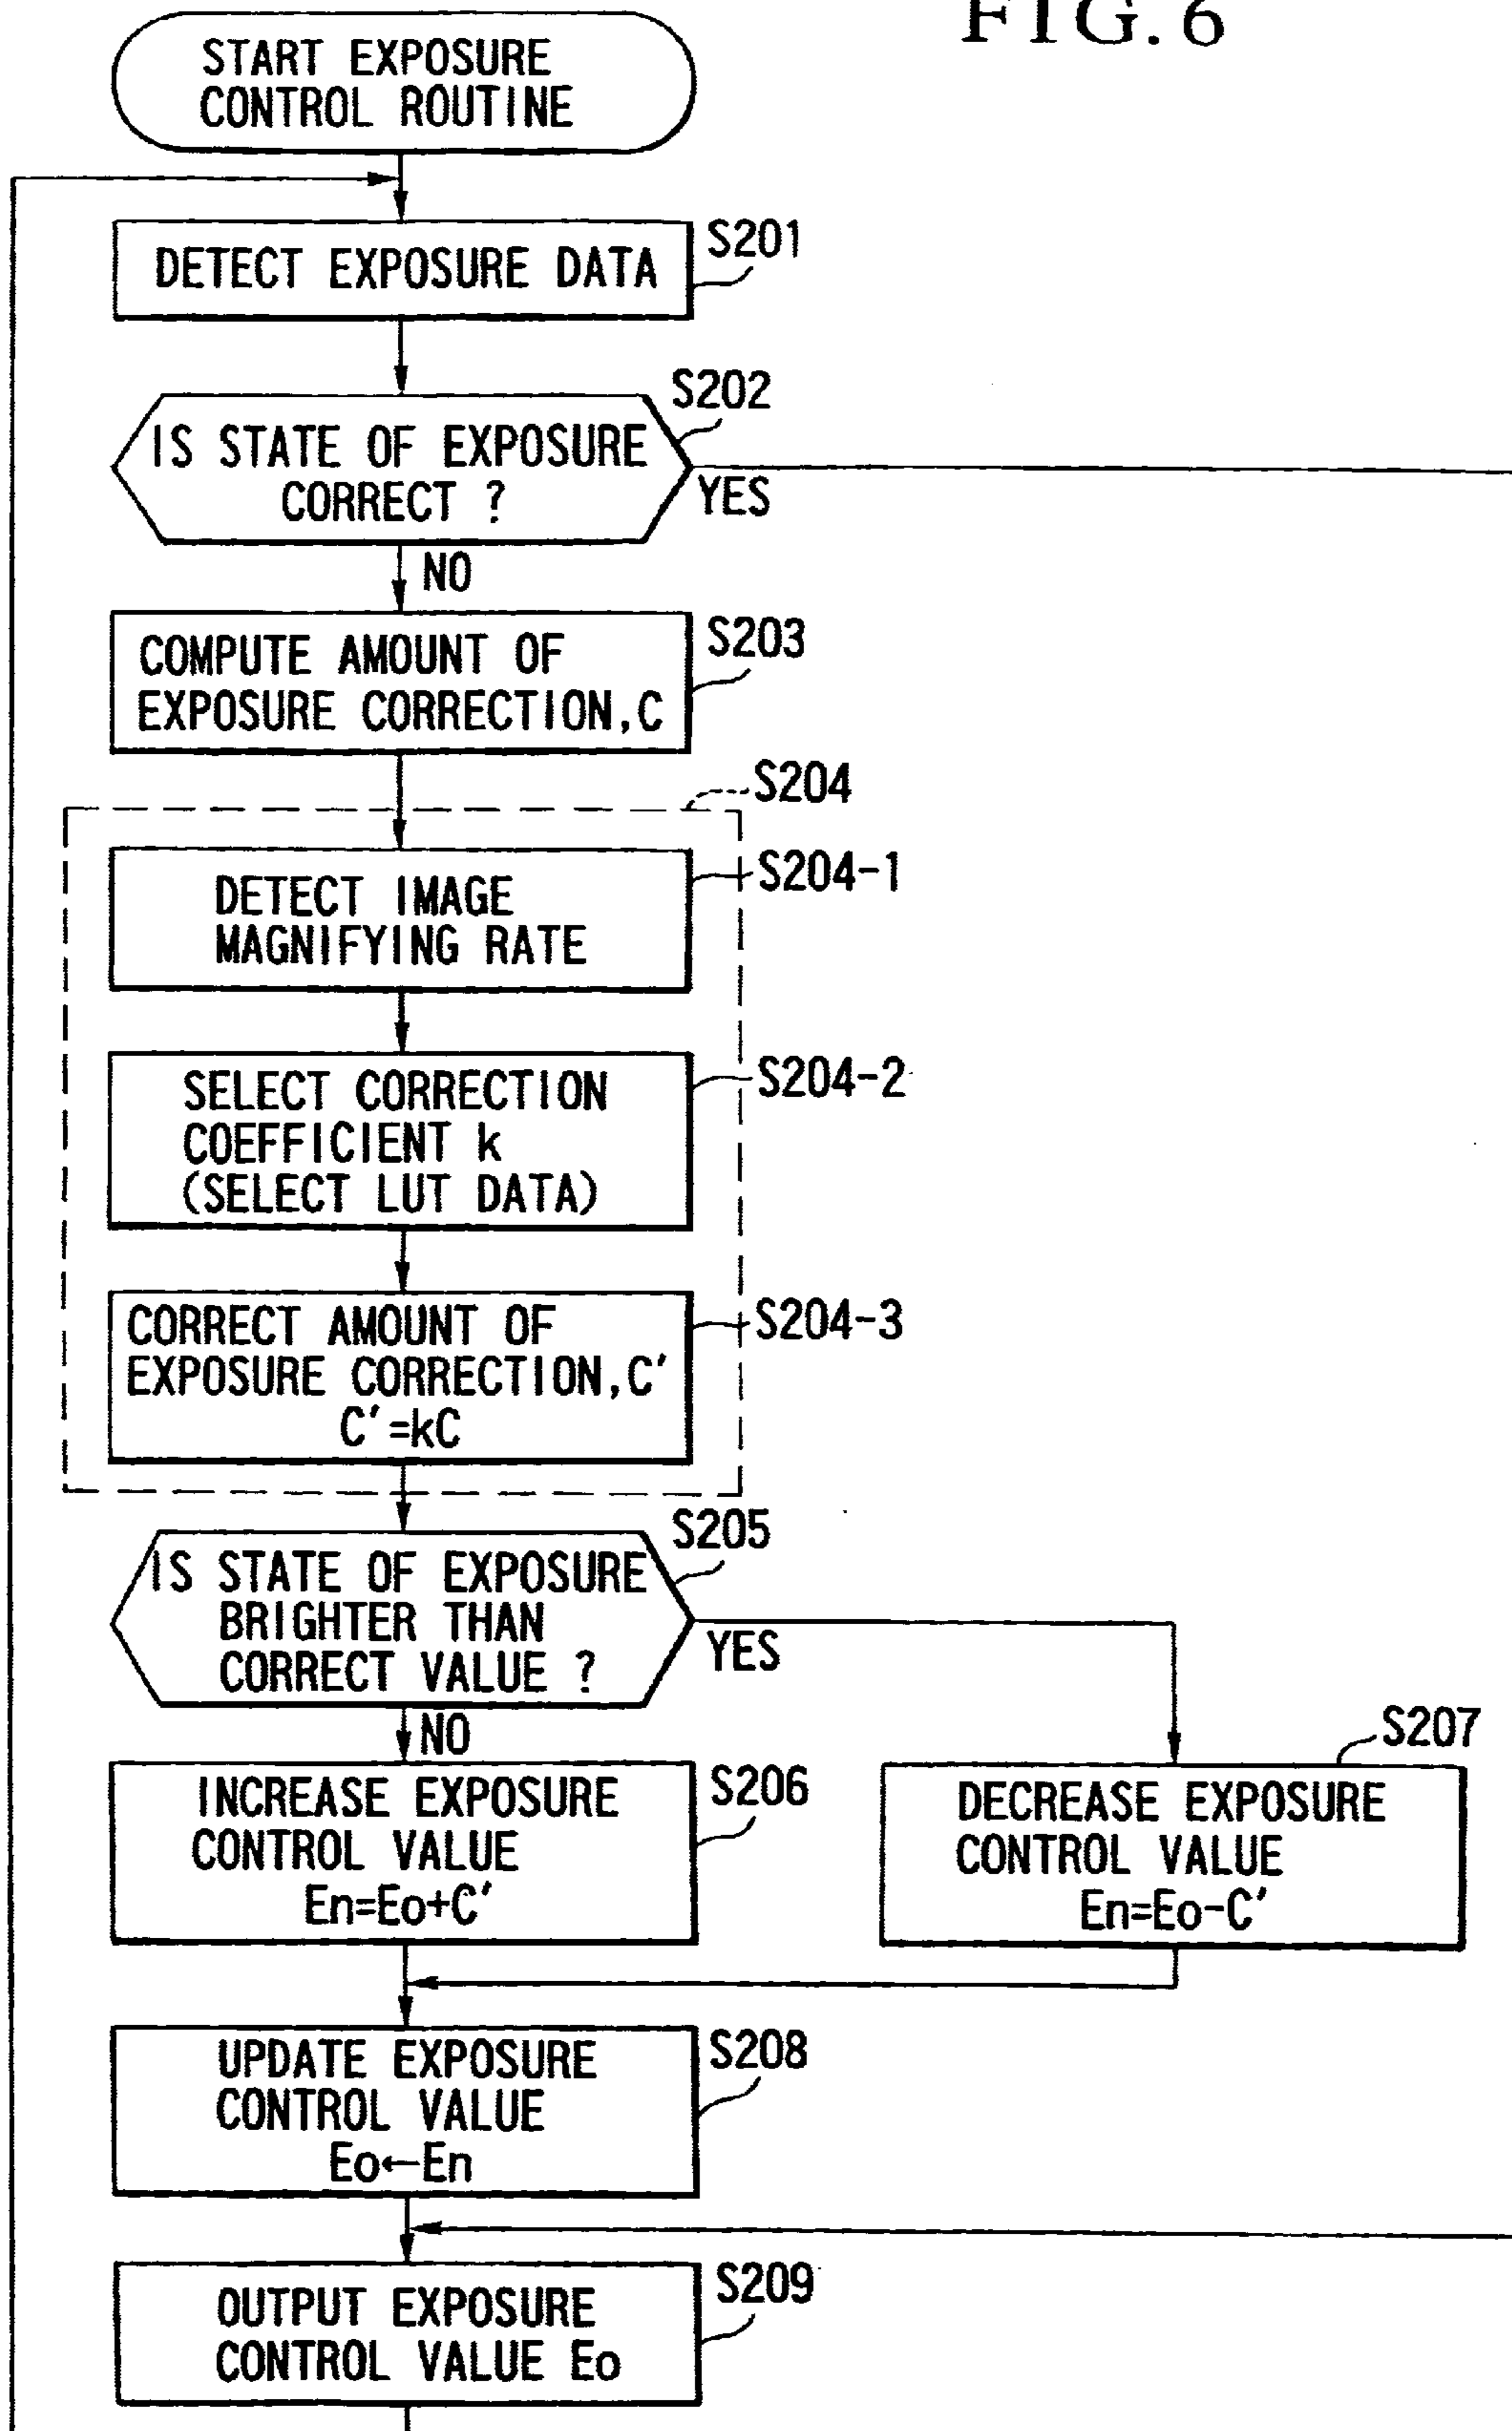 FIG. 6
START EXPOSURE
CONTROL ROUTINE
DETECT EXPOSURE DATA
S201
IS STATE OF EXPOSURE
CORRECT ?
S202
YES
NO
COMPUTE AMOUNT OF
EXPOSURE CORRECTION,C
S203
S204
DETECT IMAGE
MAGNIFYING RATE
S204-1
SELECT CORRECTION
COEFFICIENT k
(SELECT LUT DATA)
S204-2
CORRECT AMOUNT OF
EXPOSURE CORRECTION,C′
C′=kC
S204-3
IS STATE OF EXPOSURE
BRIGHTER THAN
CORRECT VALUE ?
S205
YES
NO
INCREASE EXPOSURE
CONTROL VALUE
En=Eo+C′
S206
DECREASE EXPOSURE
CONTROL VALUE
En=Eo-C′
S207
UPDATE EXPOSURE
CONTROL VALUE
Eo←En
S208
OUTPUT EXPOSURE
CONTROL VALUE Eo
S209